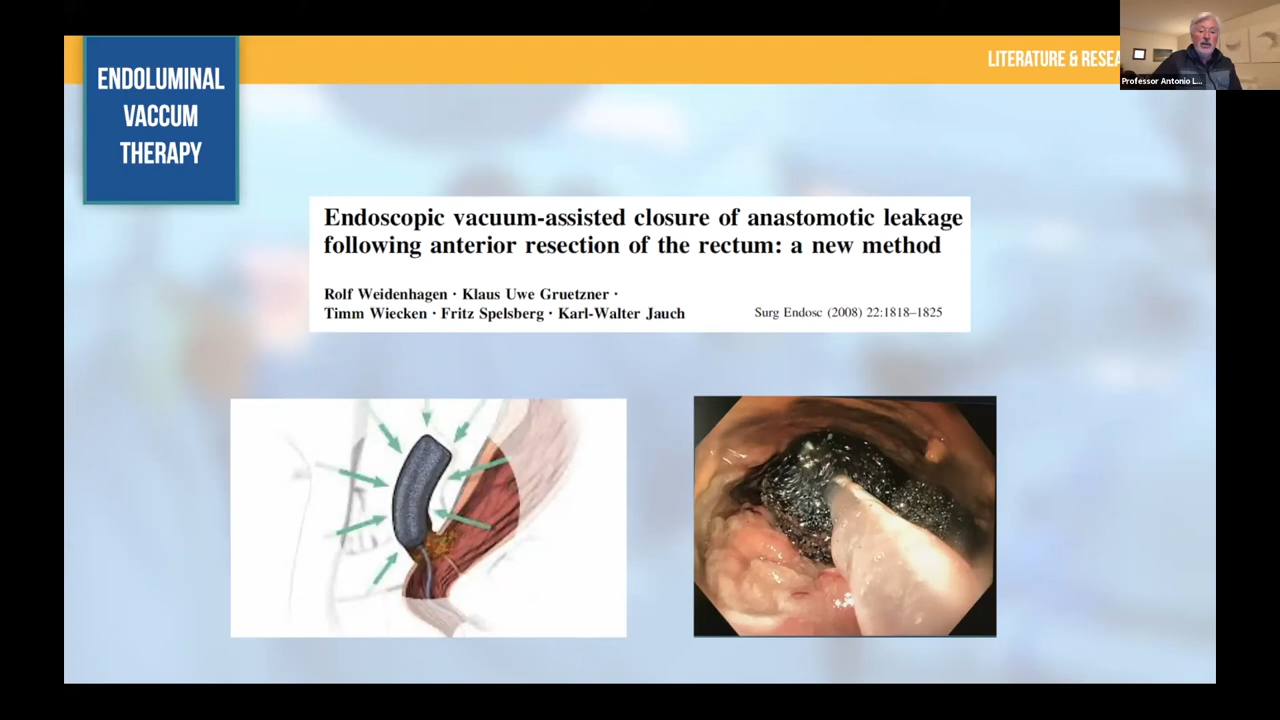 ENDOLUMINAL
VACCUM
THERAPY
LITERATURE &
Professor Antonio L...
Endoscopic vacuum-assisted closure of anastomotic leakage
following anterior resection of the rectum: a new method
Rolf Weidenhagen · Klaus Uwe Gruetzner ·
Timm Wiecken · Fritz Spelsberg · Karl-Walter Jauch
Surg Endosc (2008) 22:1818–1825